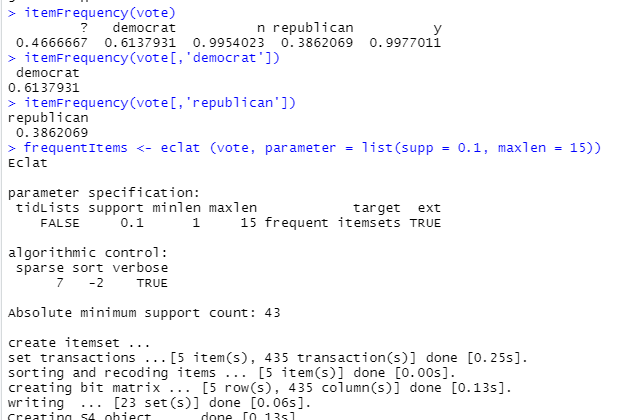 > itemFrequency(vote)
? democrat n republican y
0.4666667 0.6137931 0.9954023 0.3862069 0.9977011
> itemFrequency(vote[,'democrat'])
democrat
0.6137931
> itemFrequency(vote[,'republican'])
republican
0.3862069
> frequentItems <- eclat (vote, parameter = list(supp = 0.1, maxlen = 15))
Eclat
parameter specification:
tidLists support minlen maxlen target ext
FALSE 0.1 1 15 frequent itemsets TRUE
algorithmic control:
sparse sort verbose
7 -2 TRUE
Absolute minimum support count: 43
create itemset ...
set transactions ...[5 item(s), 435 transaction(s)] done [0.25s].
sorting and recoding items ... [5 item(s)] done [0.00s].
creating bit matrix ... [5 row(s), 435 column(s)] done [0.13s].
writing ... [23 set(s)] done [0.06s].
creating S4 object ... done [0.13s].